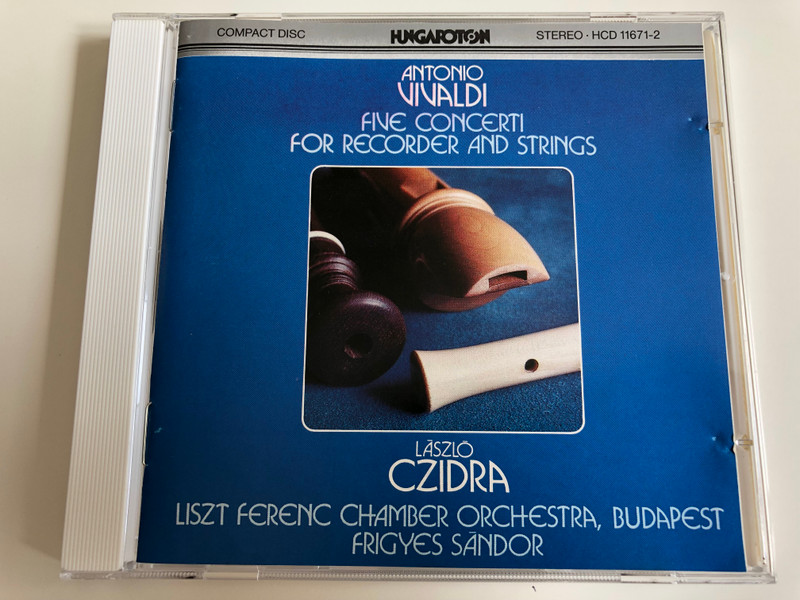 COMPACT DISC HUNGAROTON STEREO · HCD 11671-2
ANTONIO
VIVALDI
FIVE CONCERTI
FOR RECORDER AND STRINGS
LÁSZLÓ
CZIDRA
LISZT FERENC CHAMBER ORCHESTRA, BUDAPEST
FRIGYES SÁNDOR